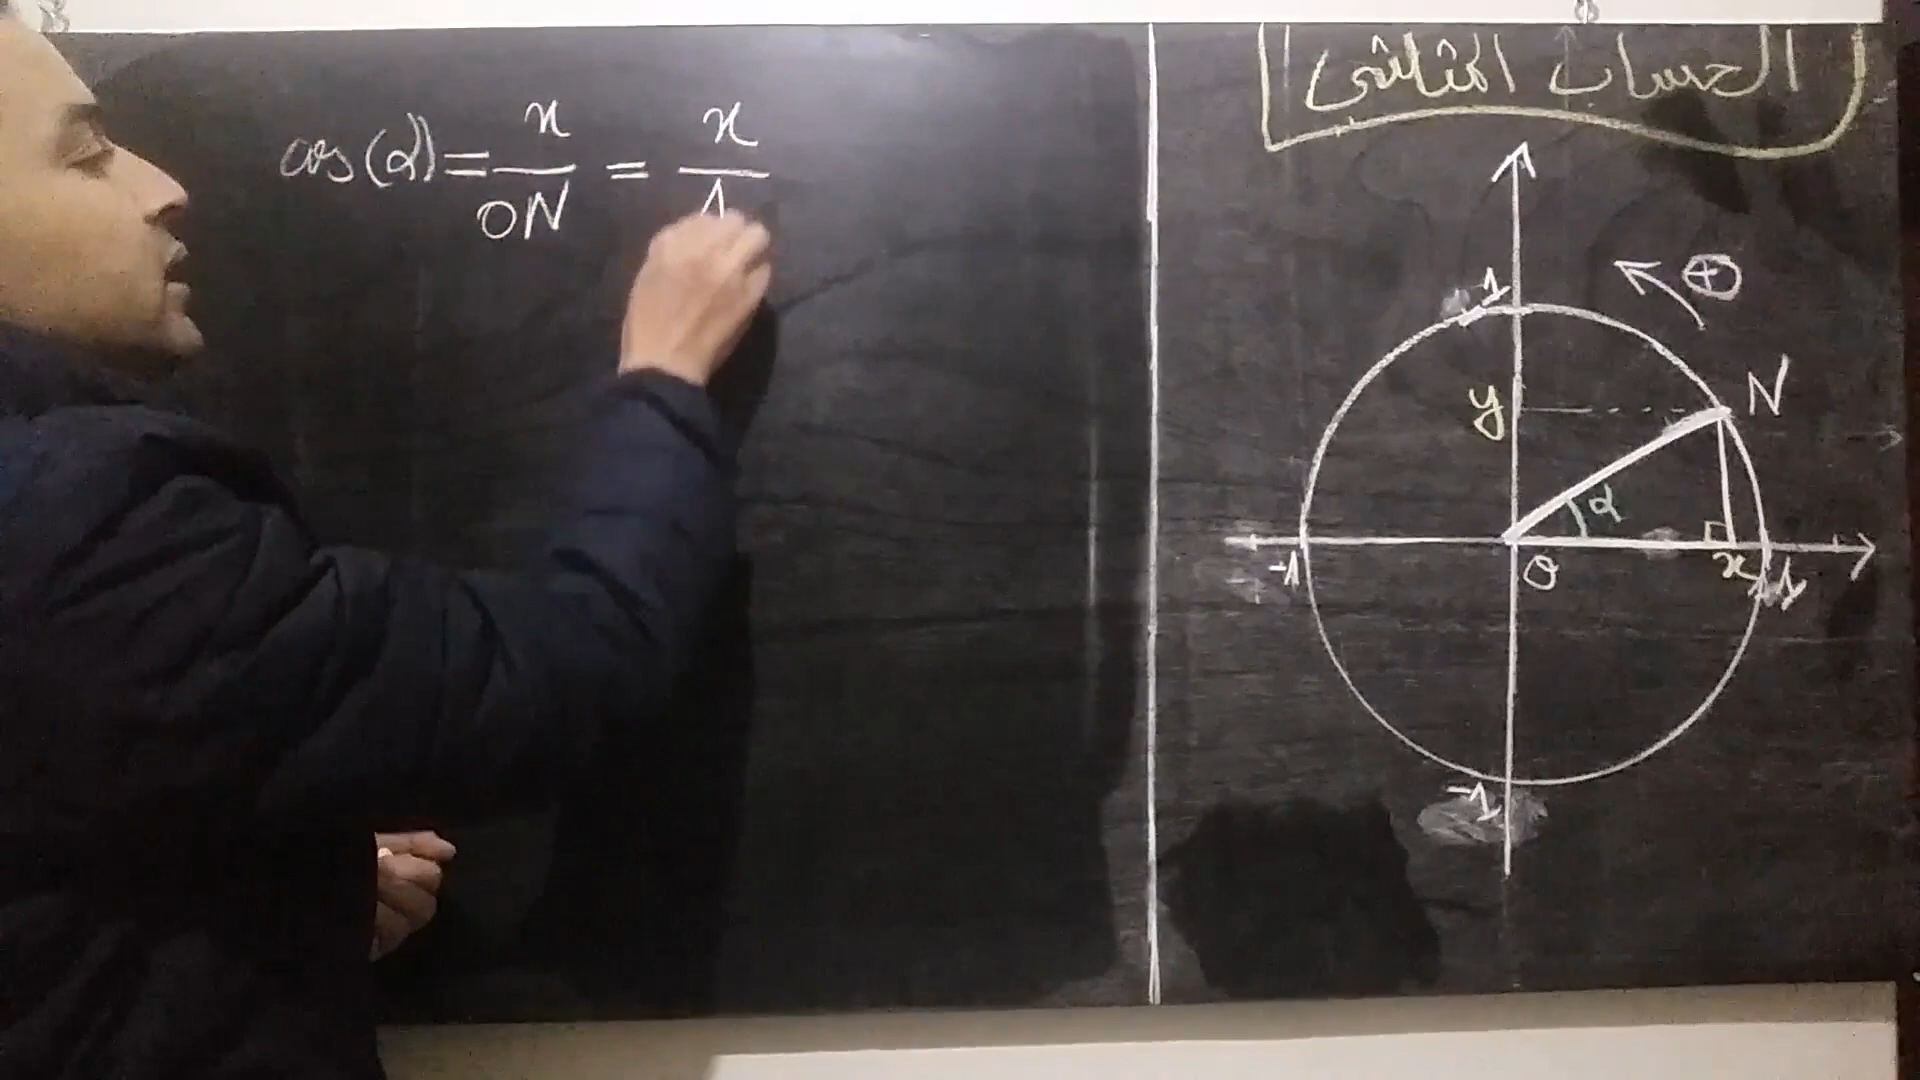 الحساب المثلثي
cos(α) = x/ON = x/1
1
⊕
y
N
α
-1
O
x
1
-1